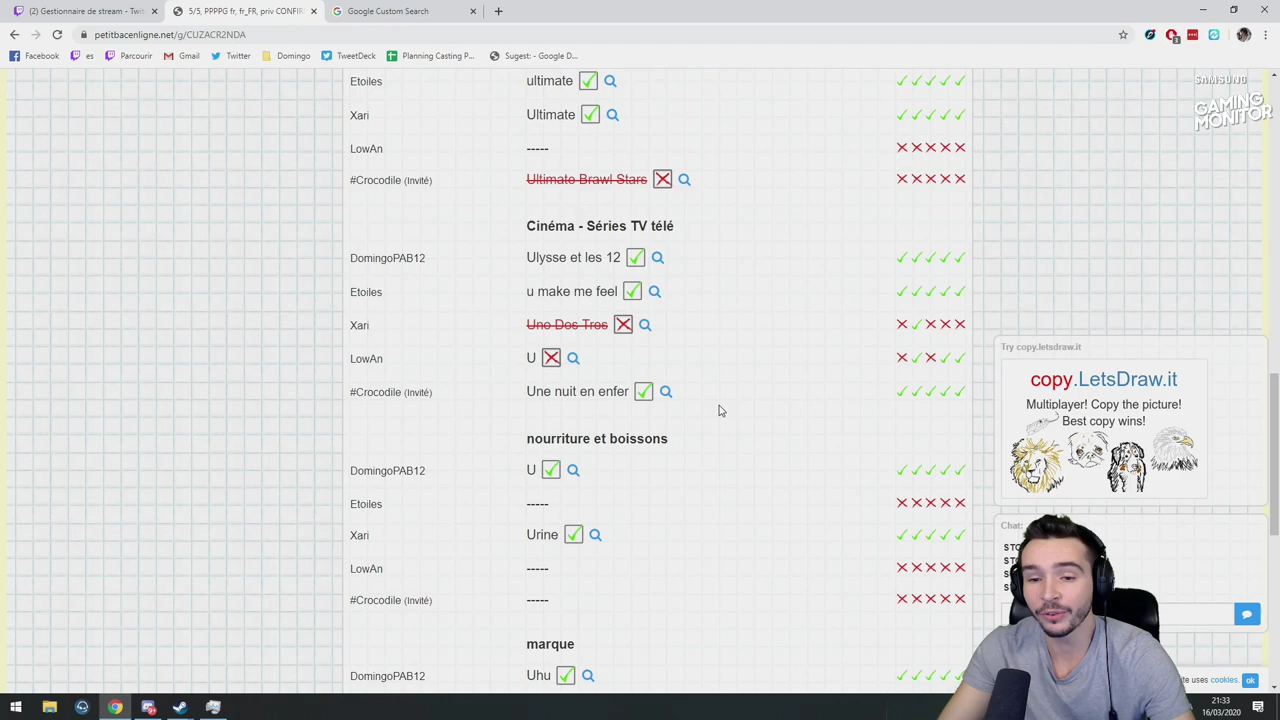 (2) Gestionnaire de stream - Twit
5/5, PPPPG fr, fr_FR, priv CONFIR
Google Custom Search
petitbacenligne.net/g/CUZACR2NDA
Facebook
es
Parcourir
Gmail
Twitter
Domingo
TweetDeck
Planning Casting P...
Sugest. - Google D...
SAMSUNG
GAMING
MONITOR
Etoiles ultimate
Xari Ultimate
LowAn -----
#Crocodile (Invité) Ultimate Brawl Stars
Cinéma - Séries TV télé
DomingoPAB12 Ulysse et les 12
Etoiles u make me feel
Xari Uno Dos Tres
LowAn U
#Crocodile (Invité) Une nuit en enfer
nourriture et boissons
DomingoPAB12 U
Etoiles -----
Xari Urine
LowAn -----
#Crocodile (Invité) -----
marque
DomingoPAB12 Uhu
Try copy.letsdraw.it
copy.LetsDraw.it
Multiplayer! Copy the picture!
Best copy wins!
Chat:
STO
ST
S
S
te uses cookies. ok
21:33
16/03/2020